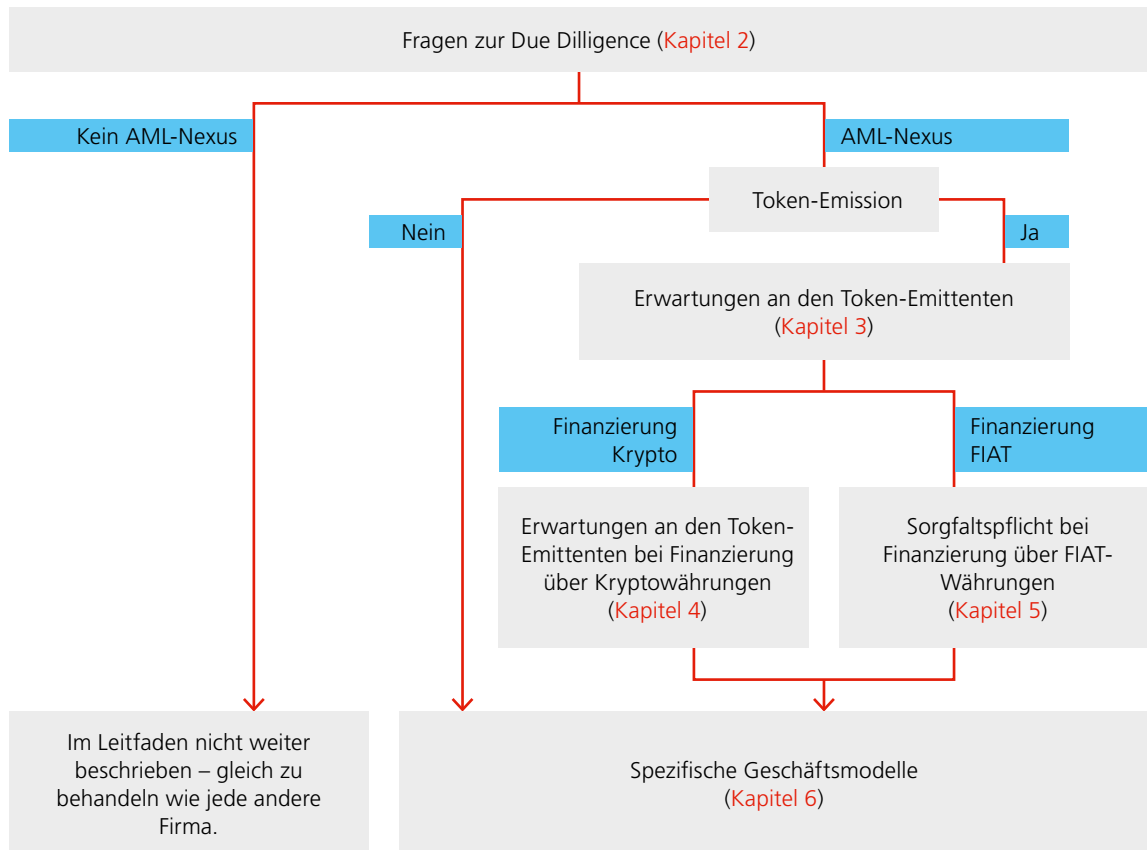 Fragen zur Due Dilligence (Kapitel 2)
Kein AML-Nexus
AML-Nexus
Token-Emission
Nein
Ja
Erwartungen an den Token-Emittenten
(Kapitel 3)
Finanzierung
Krypto
Finanzierung
FIAT
Erwartungen an den Token-
Emittenten bei Finanzierung
über Kryptowährungen
(Kapitel 4)
Sorgfaltspflicht bei
Finanzierung über FIAT-
Währungen
(Kapitel 5)
Im Leitfaden nicht weiter
beschrieben – gleich zu
behandeln wie jede andere
Firma.
Spezifische Geschäftsmodelle
(Kapitel 6)